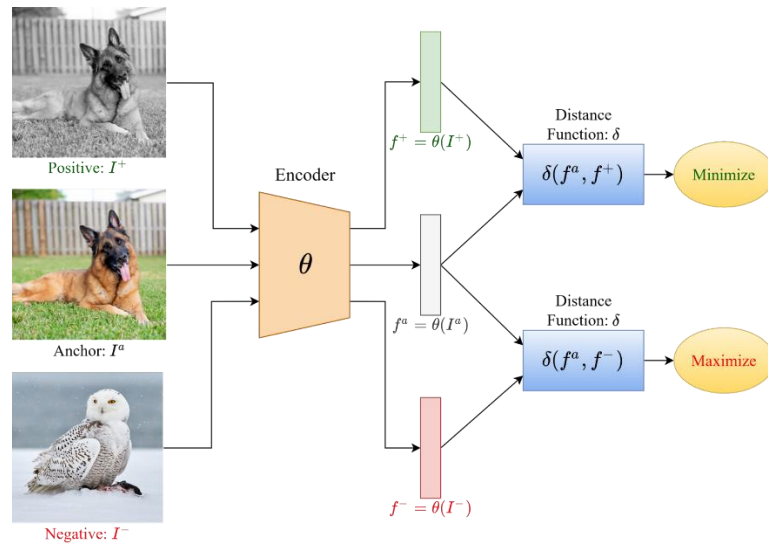 Positive: I⁺
Anchor: Iᵃ
Negative: I⁻
Encoder
θ
f⁺ = θ(I⁺)
fᵃ = θ(Iᵃ)
f⁻ = θ(I⁻)
Distance
Function: δ
δ(fᵃ, f⁺)
Minimize
Distance
Function: δ
δ(fᵃ, f⁻)
Maximize